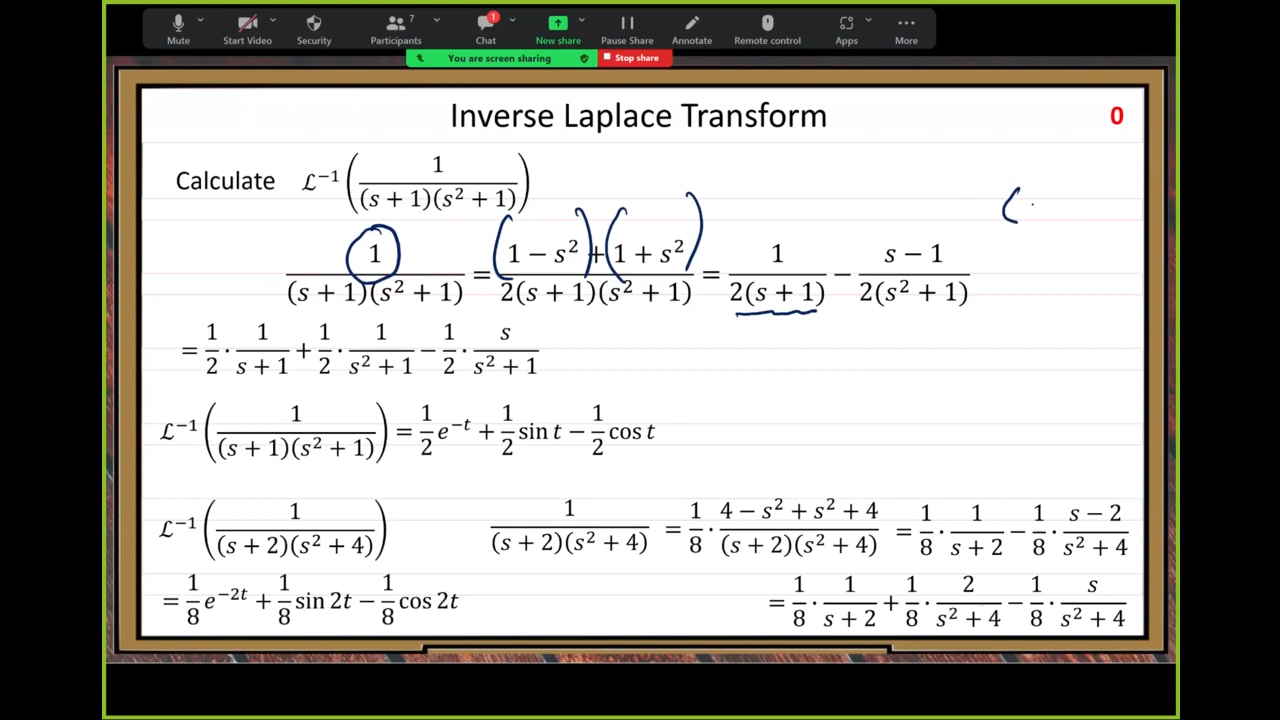 7 1
Mute Start Video Security Participants Chat New share Pause Share Annotate Remote control Apps More
You are screen sharing Stop share
Inverse Laplace Transform 0
Calculate ℒ⁻¹(1/((s + 1)(s² + 1)))
1/((s + 1)(s² + 1)) = ((1 − s²) + (1 + s²))/(2(s + 1)(s² + 1)) = 1/(2(s + 1)) − (s − 1)/(2(s² + 1)) (
= 1/2 · 1/(s + 1) + 1/2 · 1/(s² + 1) − 1/2 · s/(s² + 1)
ℒ⁻¹(1/((s + 1)(s² + 1))) = 1/2 e⁻ᵗ + 1/2 sin t − 1/2 cos t
ℒ⁻¹(1/((s + 2)(s² + 4))) 1/((s + 2)(s² + 4)) = 1/8 · (4 − s² + s² + 4)/((s + 2)(s² + 4)) = 1/8 · 1/(s + 2) − 1/8 · (s − 2)/(s² + 4)
= 1/8 e⁻²ᵗ + 1/8 sin 2t − 1/8 cos 2t = 1/8 · 1/(s + 2) + 1/8 · 2/(s² + 4) − 1/8 · s/(s² + 4)